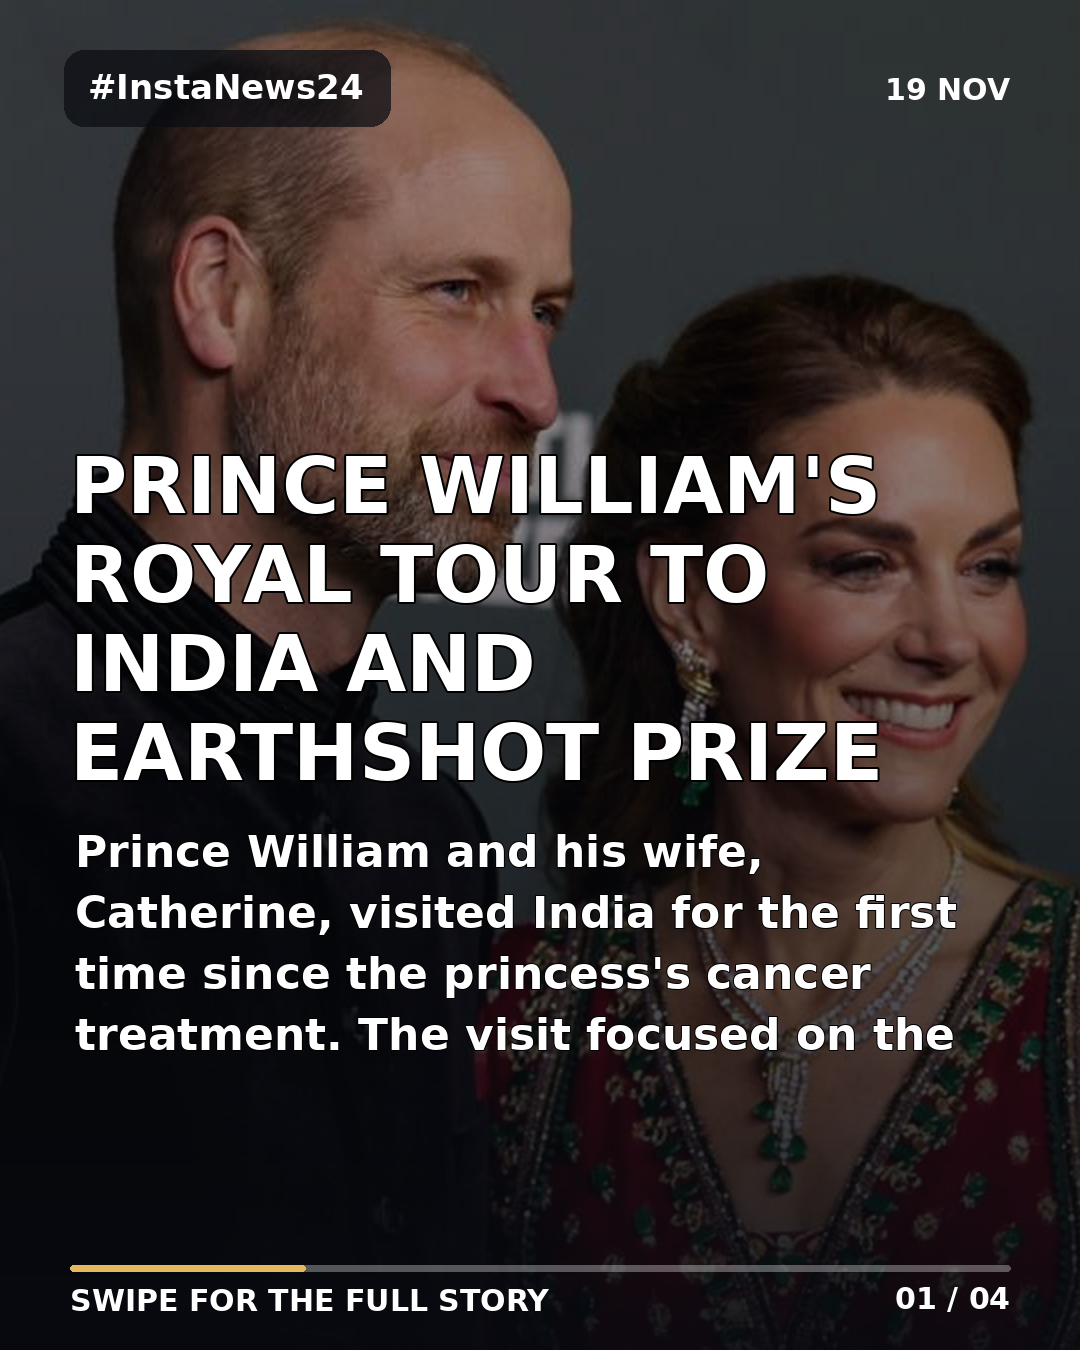 #InstaNews24
19 NOV
PRINCE WILLIAM'S
ROYAL TOUR TO
INDIA AND
EARTHSHOT PRIZE
Prince William and his wife,
Catherine, visited India for the first
time since the princess's cancer
treatment. The visit focused on the
SWIPE FOR THE FULL STORY
01 / 04